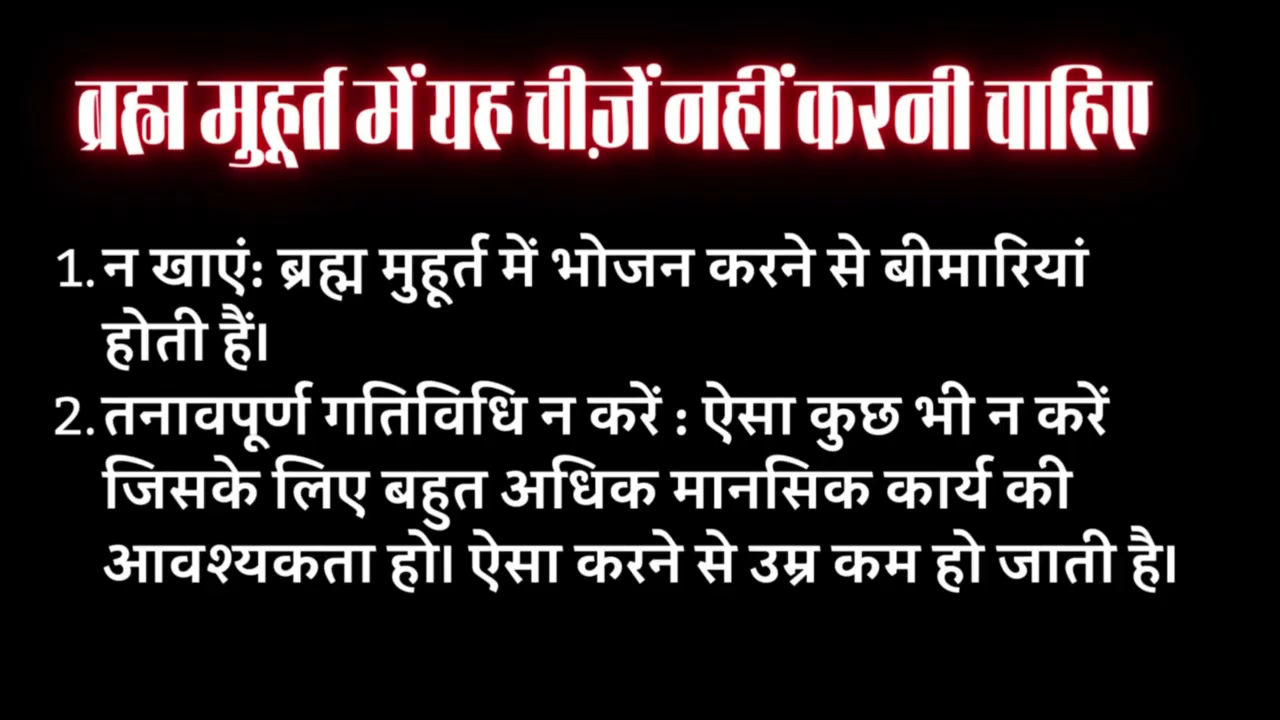 ब्रह्म मुहूर्त में यह चीज़ें नहीं करनी चाहिए
1. न खाएं: ब्रह्म मुहूर्त में भोजन करने से बीमारियां
होती हैं।
2. तनावपूर्ण गतिविधि न करें : ऐसा कुछ भी न करें
जिसके लिए बहुत अधिक मानसिक कार्य की
आवश्यकता हो। ऐसा करने से उम्र कम हो जाती है।